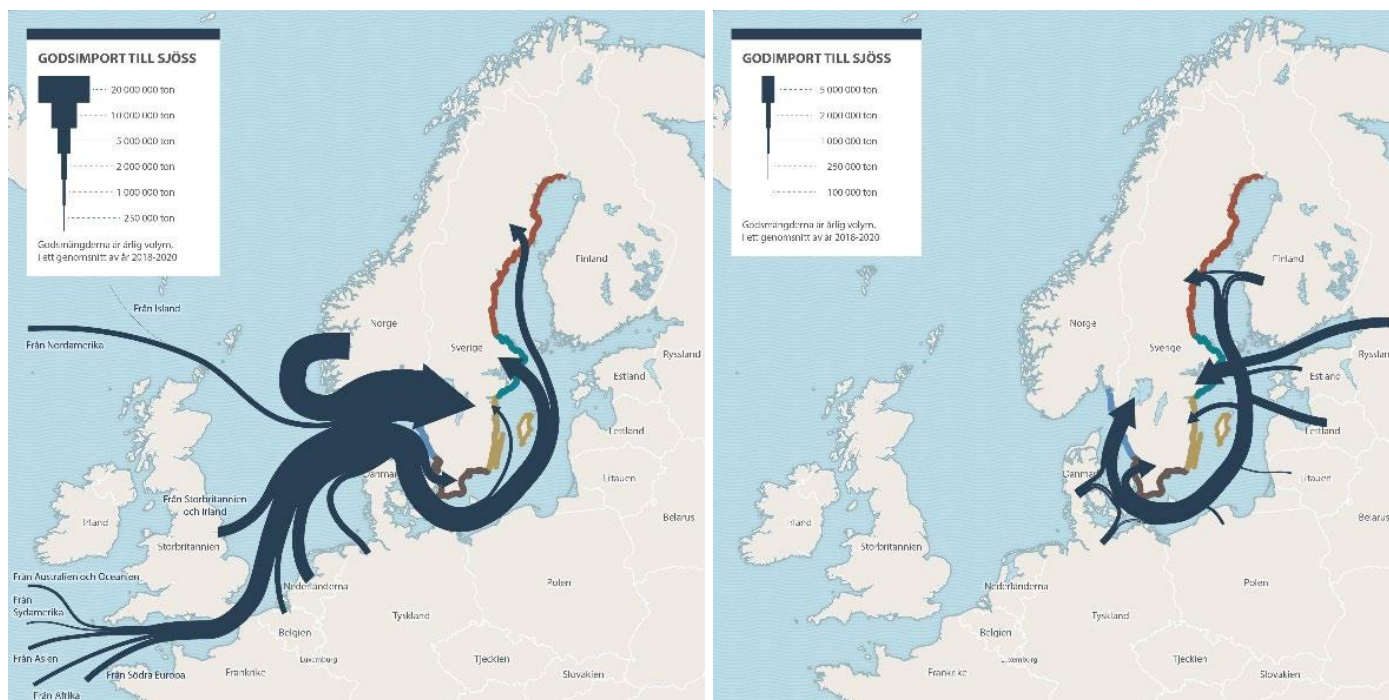 GODSIMPORT TILL SJÖSS
20 000 000 ton
10 000 000 ton
5 000 000 ton
2 000 000 ton
1 000 000 ton
250 000 ton
Godsmängderna är årlig volym,
i ett genomsnitt av år 2018-2020
Från Island
Från Nordamerika
Norge
Sverige
Finland
Ryssland
Estland
Lettland
Litauen
Belarus
Danmark
Från Storbritannien
och Irland
Irland
Storbritannien
Från Australien och Oceanien
Från
Sydamerika
Från Asien
Från Afrika
Från Södra Europa
Nederländerna
Belgien
Luxemburg
Frankrike
Tyskland
Polen
Tjeckien
Slovakien
GODIMPORT TILL SJÖSS
5 000 000 ton
2 000 000 ton
1 000 000 ton
250 000 ton
100 000 ton
Godsmängderna är årlig volym,
i ett genomsnitt av år 2018-2020
Norge
Sverige
Finland
Ryssland
Estland
Lettland
Litauen
Belarus
Danmark
Irland
Storbritannien
Nederländerna
Belgien
Luxemburg
Frankrike
Tyskland
Polen
Tjeckien
Slovakien